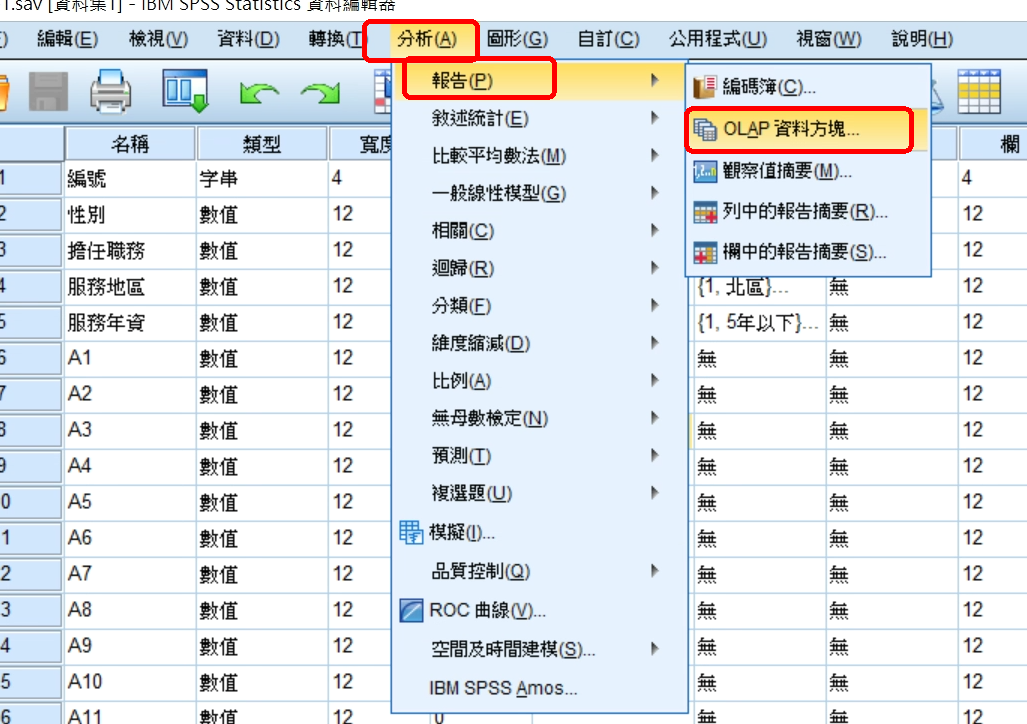 1.sav [資料集1] - IBM SPSS Statistics 資料編輯器
編輯(E) 檢視(V) 資料(D) 轉換(T) 分析(A) 圖形(G) 自訂(C) 公用程式(U) 視窗(W) 說明(H)
報告(P)
敘述統計(E)
比較平均數法(M)
一般線性模型(G)
相關(C)
迴歸(R)
分類(F)
維度縮減(D)
比例(A)
無母數檢定(N)
預測(T)
複選題(U)
模擬(I)...
品質控制(Q)
ROC 曲線(V)...
空間及時間建模(S)...
IBM SPSS Amos...
編碼簿(C)...
OLAP 資料方塊...
觀察值摘要(M)...
列中的報告摘要(R)...
欄中的報告摘要(S)...
名稱 類型 寬度 欄
1 編號 字串 4 4
2 性別 數值 12 12
3 擔任職務 數值 12 12
4 服務地區 數值 12 {1, 北區}... 無 12
5 服務年資 數值 12 {1, 5年以下}... 無 12
6 A1 數值 12 無 無 12
7 A2 數值 12 無 無 12
8 A3 數值 12 無 無 12
9 A4 數值 12 無 無 12
0 A5 數值 12 無 無 12
1 A6 數值 12 無 無 12
2 A7 數值 12 無 無 12
3 A8 數值 12 無 無 12
4 A9 數值 12 無 無 12
5 A10 數值 12 無 無 12
6 A11 數值 12 0 無 無 12